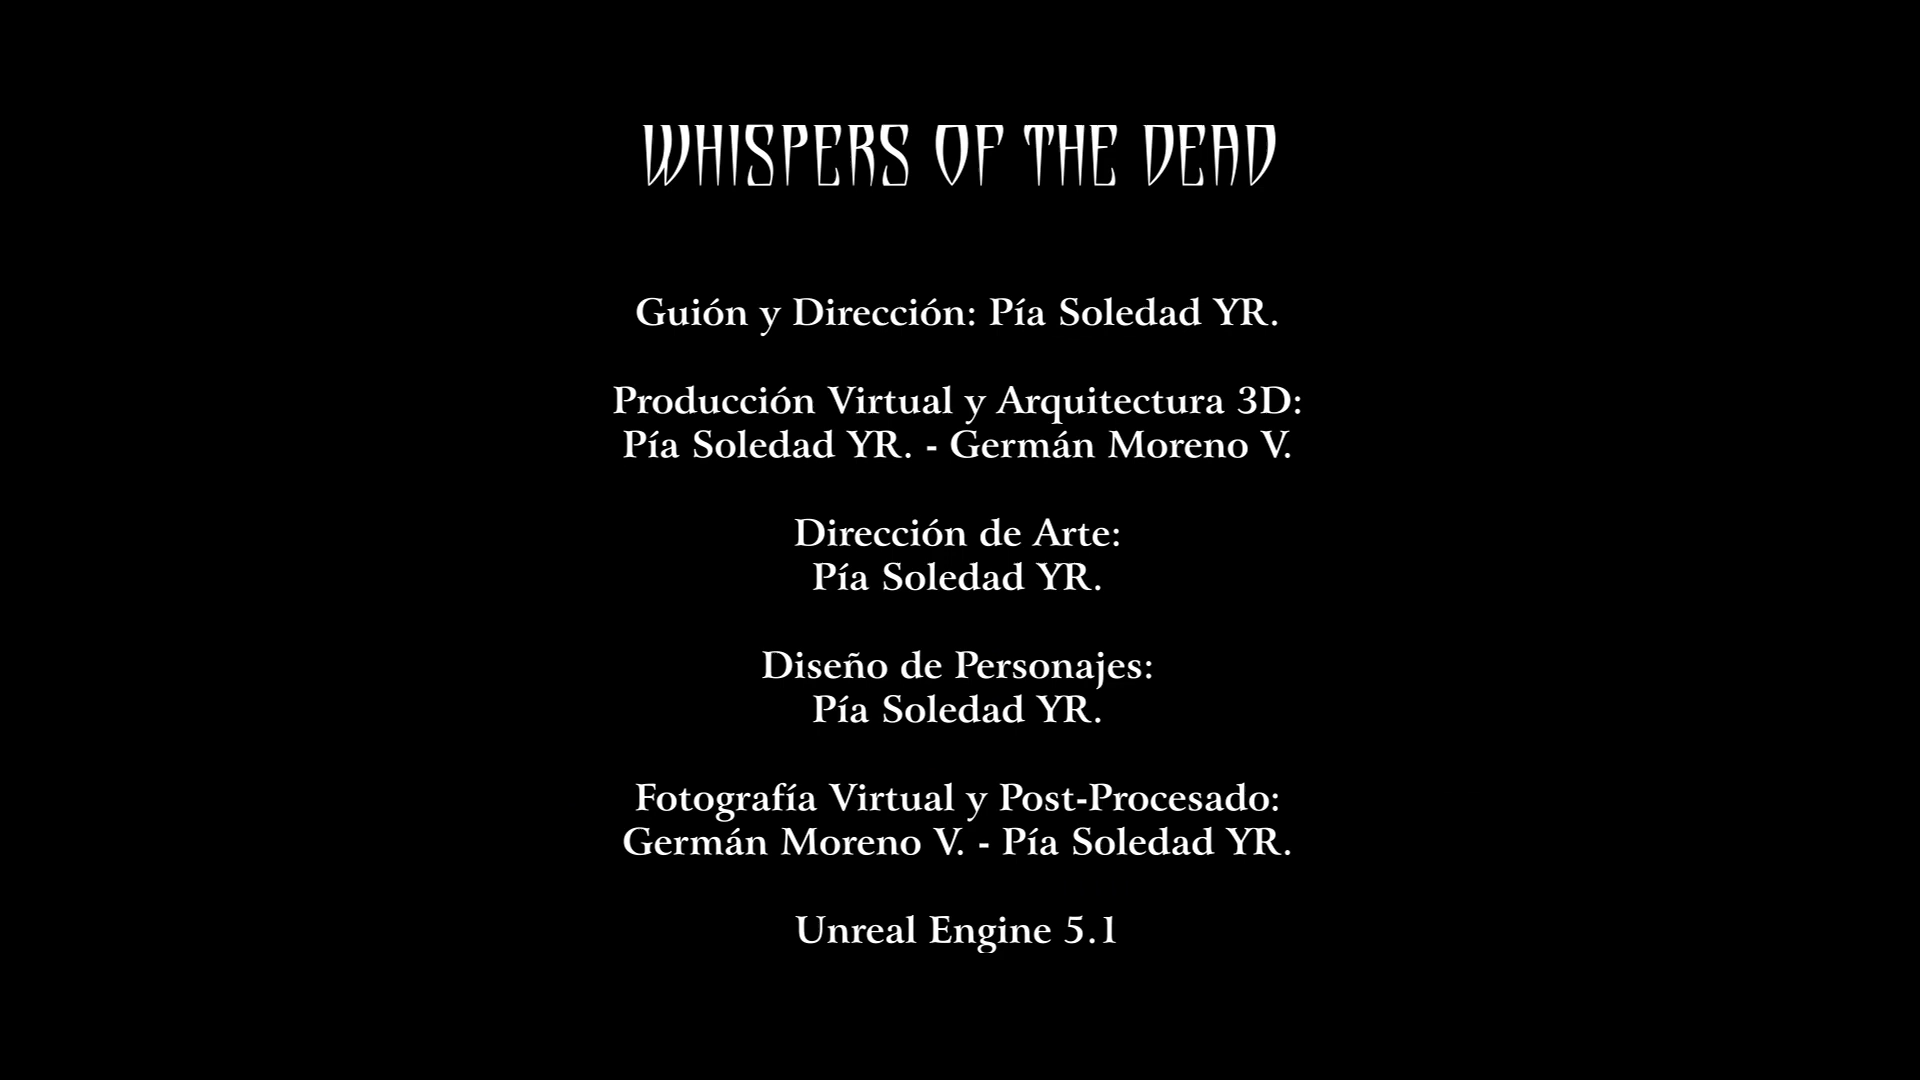 WHISPERS OF THE DEAD
Guión y Dirección: Pía Soledad YR.
Producción Virtual y Arquitectura 3D:
Pía Soledad YR. - Germán Moreno V.
Dirección de Arte:
Pía Soledad YR.
Diseño de Personajes:
Pía Soledad YR.
Fotografía Virtual y Post-Procesado:
Germán Moreno V. - Pía Soledad YR.
Unreal Engine 5.1